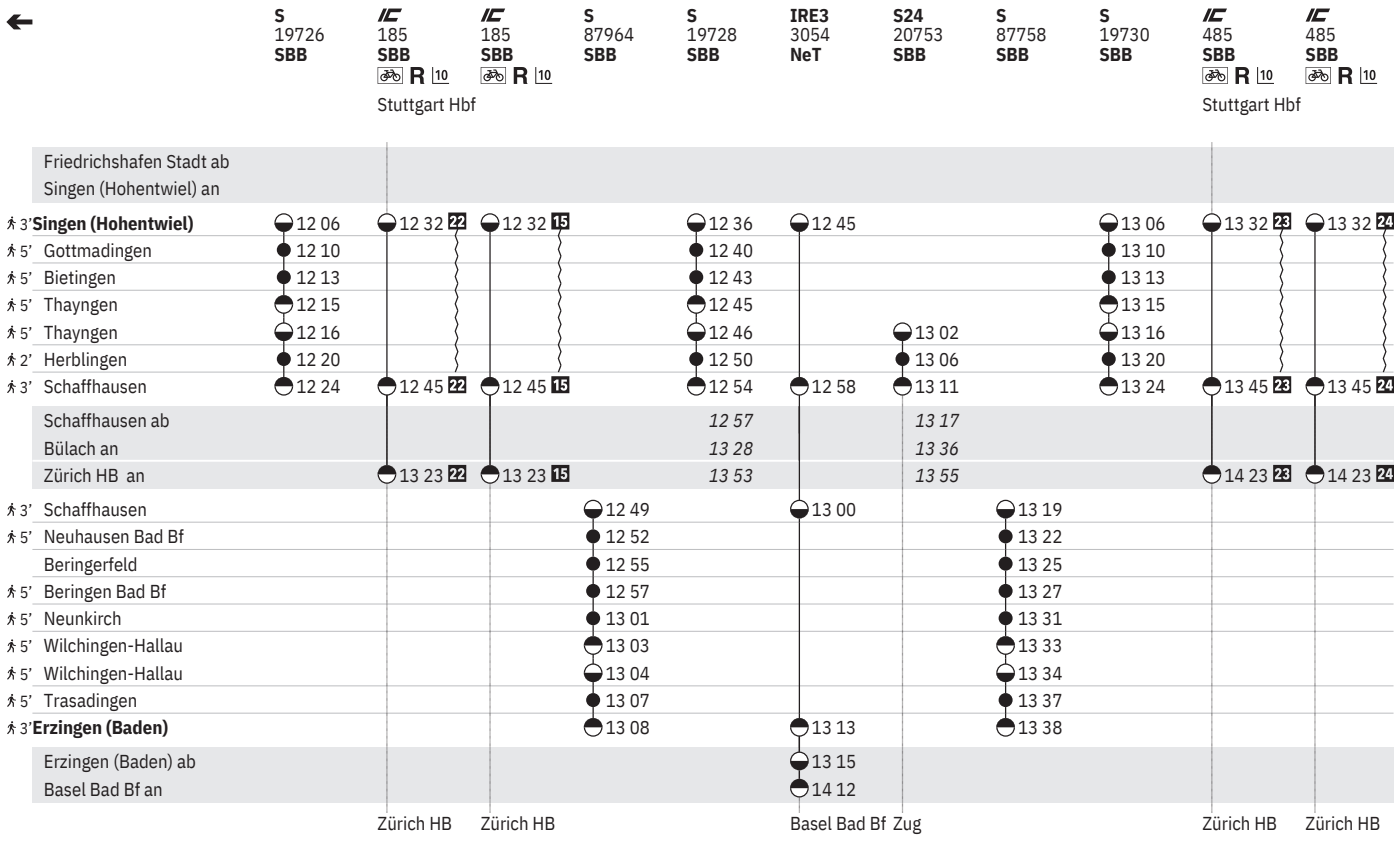 S IC IC S S IRE3 S24 S S IC IC
19726 185 185 87964 19728 3054 20753 87758 19730 485 485
SBB SBB SBB SBB SBB NeT SBB SBB SBB SBB SBB
R 10 R 10 R 10 R 10
Stuttgart Hbf Stuttgart Hbf
Friedrichshafen Stadt ab
Singen (Hohentwiel) an
3' Singen (Hohentwiel) 12 06 12 32 22 12 32 15 12 36 12 45 13 06 13 32 23 13 32 24
5' Gottmadingen 12 10 12 40 13 10
5' Bietingen 12 13 12 43 13 13
5' Thayngen 12 15 12 45 13 15
5' Thayngen 12 16 12 46 13 02 13 16
2' Herblingen 12 20 12 50 13 06 13 20
3' Schaffhausen 12 24 12 45 22 12 45 15 12 54 12 58 13 11 13 24 13 45 23 13 45 24
Schaffhausen ab 12 57 13 17
Bülach an 13 28 13 36
Zürich HB an 13 23 22 13 23 15 13 53 13 55 14 23 23 14 23 24
3' Schaffhausen 12 49 13 00 13 19
5' Neuhausen Bad Bf 12 52 13 22
Beringerfeld 12 55 13 25
5' Beringen Bad Bf 12 57 13 27
5' Neunkirch 13 01 13 31
5' Wilchingen-Hallau 13 03 13 33
5' Wilchingen-Hallau 13 04 13 34
5' Trasadingen 13 07 13 37
3' Erzingen (Baden) 13 08 13 13 13 38
Erzingen (Baden) ab 13 15
Basel Bad Bf an 14 12
Zürich HB Zürich HB Basel Bad Bf Zug Zürich HB Zürich HB